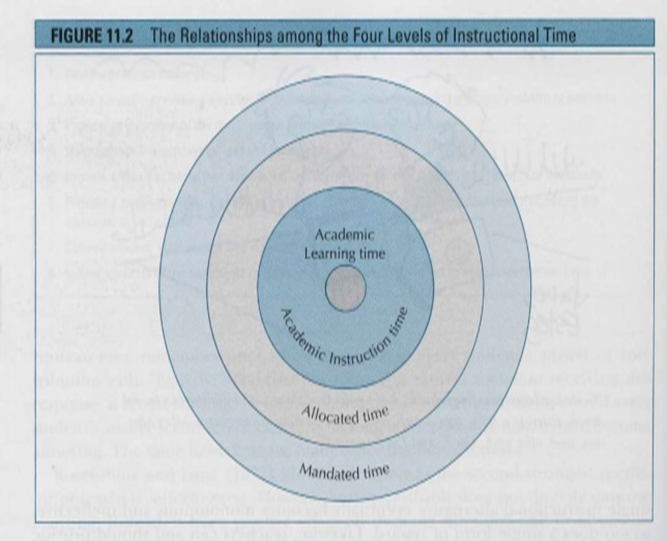 FIGURE 11.2 The Relationships among the Four Levels of Instructional Time
Academic
Learning time
Academic Instruction time
Allocated time
Mandated time